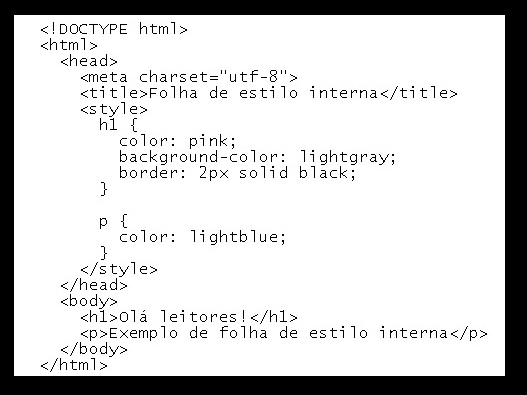 <!DOCTYPE html>
<html>
  <head>
    <meta charset="utf-8">
    <title>Folha de estilo interna</title>
    <style>
      h1 {
        color: pink;
        background-color: lightgray;
        border: 2px solid black;
      }

      p {
        color: lightblue;
      }
    </style>
  </head>
  <body>
    <h1>Olá leitores!</h1>
    <p>Exemplo de folha de estilo interna</p>
  </body>
</html>